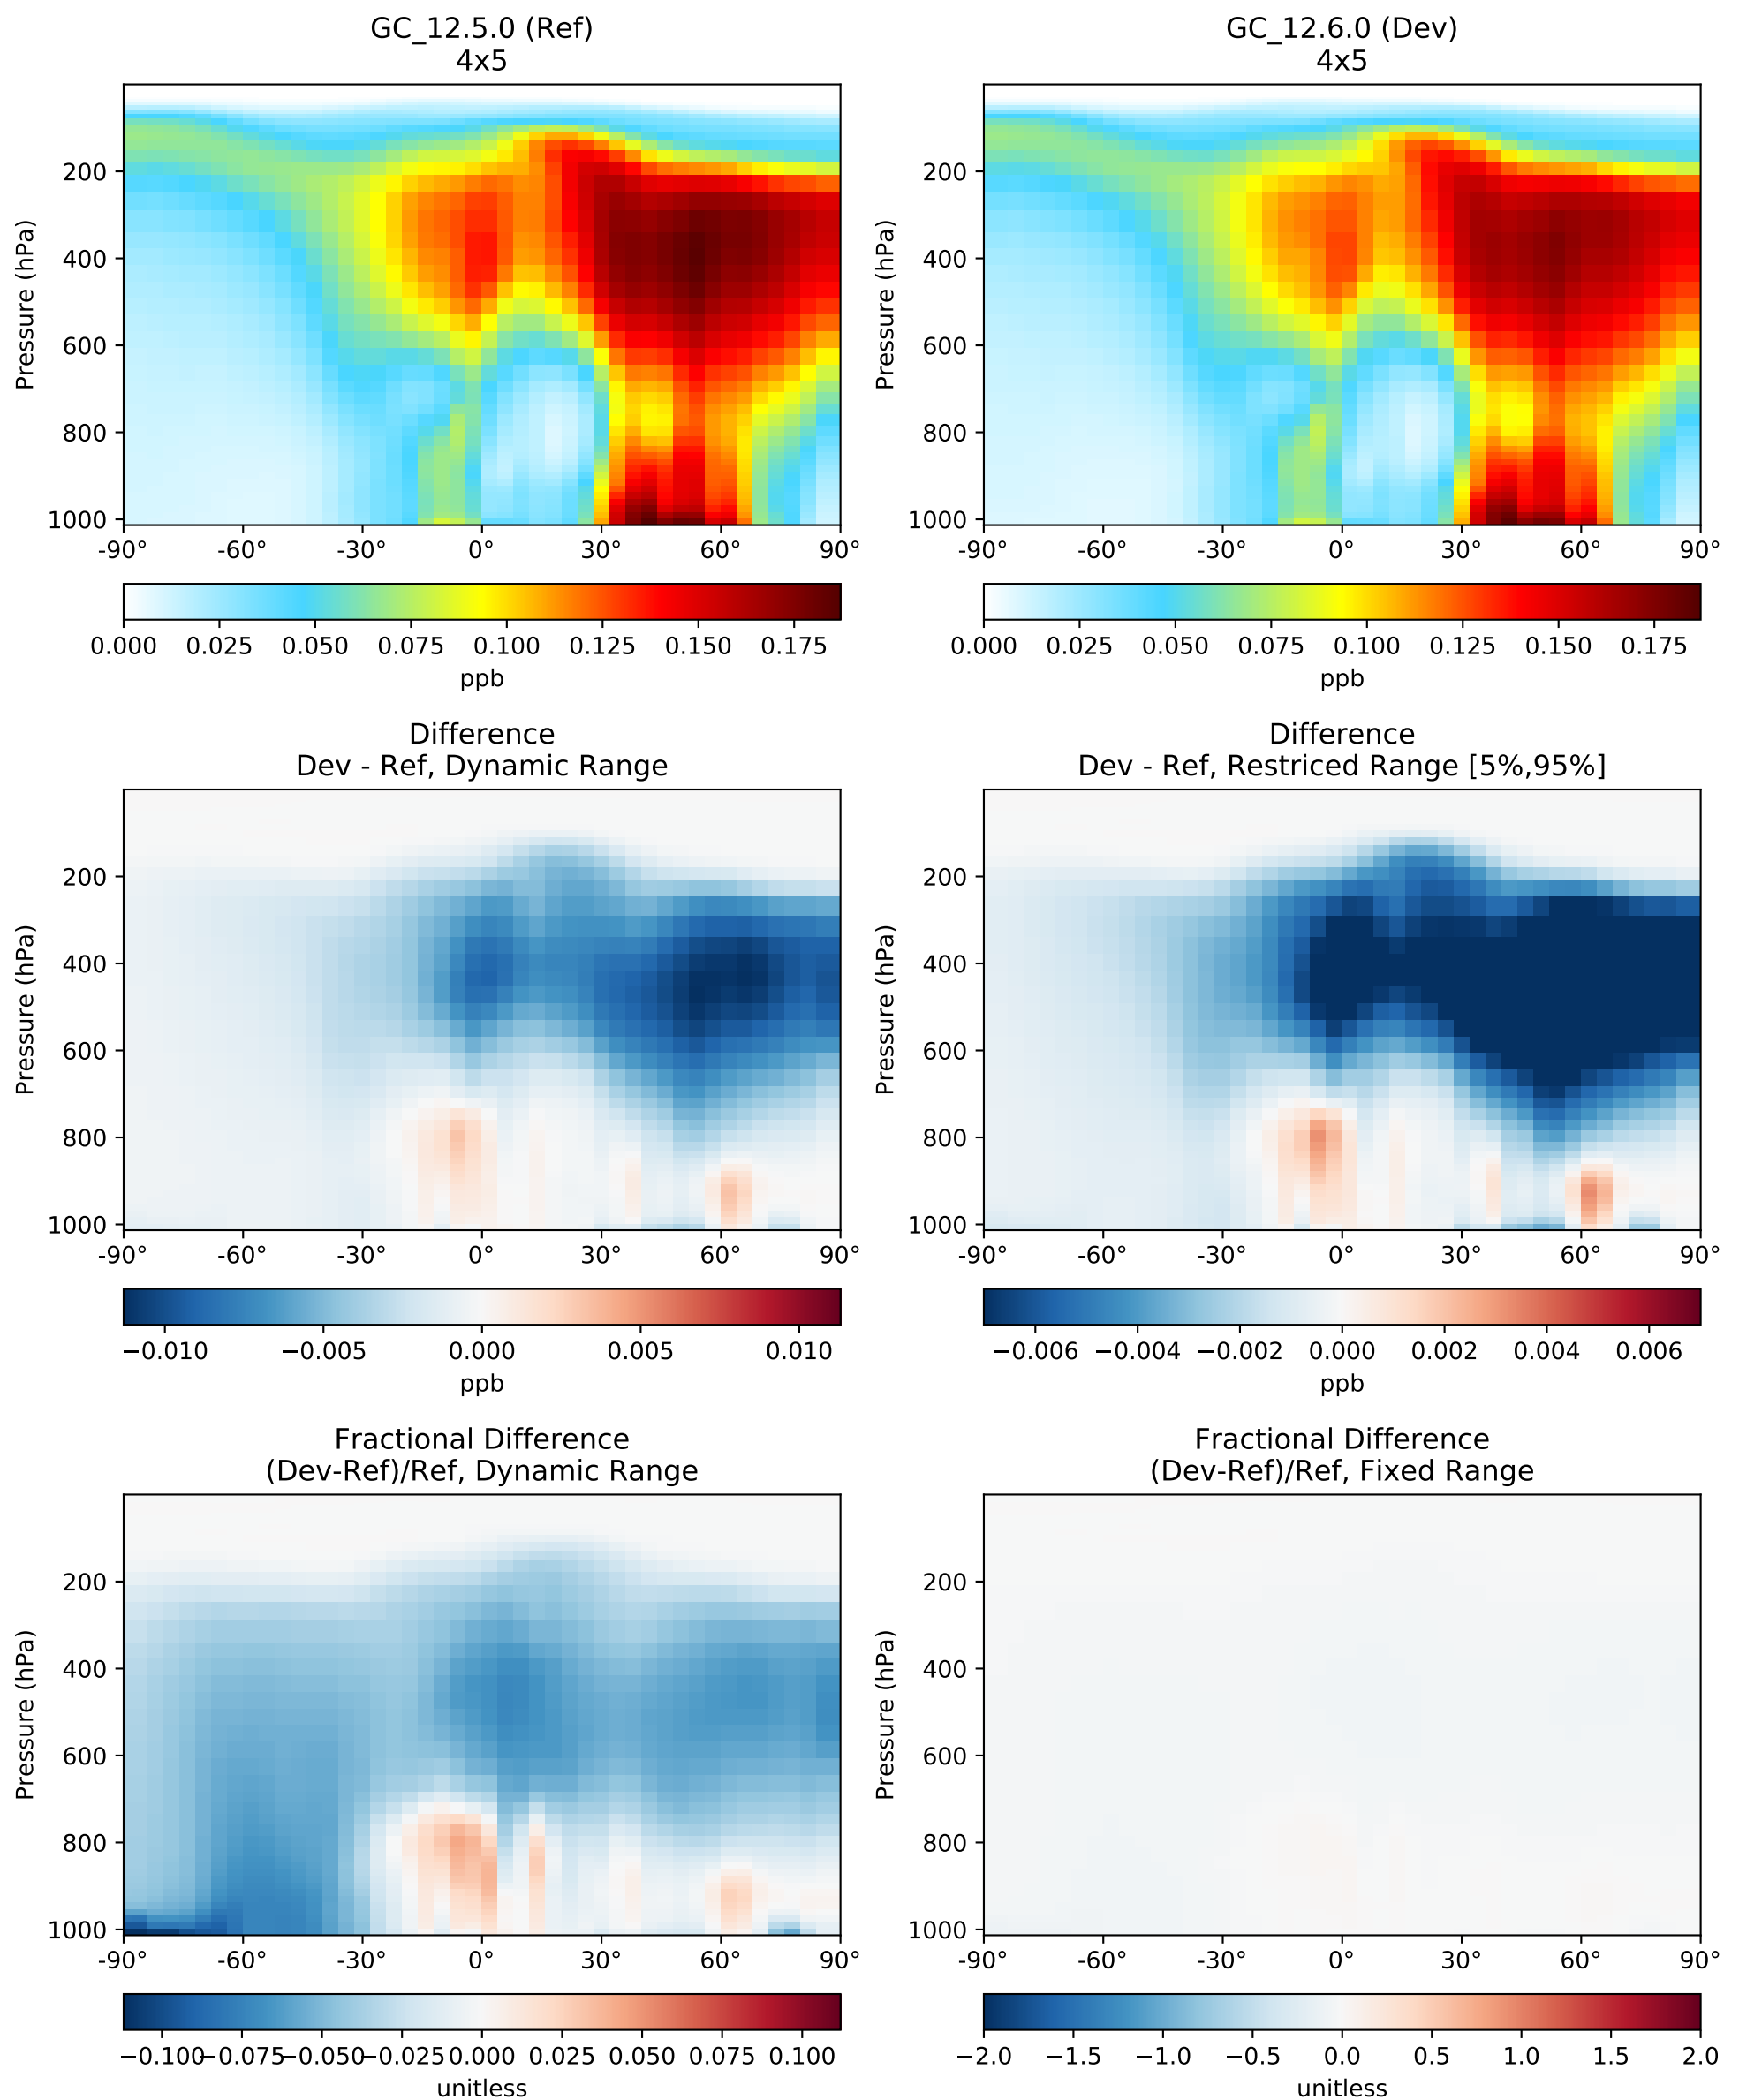 GC_12.5.0 (Ref)
4x5
GC_12.6.0 (Dev)
4x5
Pressure (hPa)
200
400
600
800
1000
-90° -60° -30° 0° 30° 60° 90°
0.000 0.025 0.050 0.075 0.100 0.125 0.150 0.175
ppb
Pressure (hPa)
200
400
600
800
1000
-90° -60° -30° 0° 30° 60° 90°
0.000 0.025 0.050 0.075 0.100 0.125 0.150 0.175
ppb
Difference
Dev - Ref, Dynamic Range
Pressure (hPa)
200
400
600
800
1000
-90° -60° -30° 0° 30° 60° 90°
−0.010 −0.005 0.000 0.005 0.010
ppb
Difference
Dev - Ref, Restriced Range [5%,95%]
Pressure (hPa)
200
400
600
800
1000
-90° -60° -30° 0° 30° 60° 90°
−0.006 −0.004 −0.002 0.000 0.002 0.004 0.006
ppb
Fractional Difference
(Dev-Ref)/Ref, Dynamic Range
Pressure (hPa)
200
400
600
800
1000
-90° -60° -30° 0° 30° 60° 90°
−0.100 −0.075 −0.050 −0.025 0.000 0.025 0.050 0.075 0.100
unitless
Fractional Difference
(Dev-Ref)/Ref, Fixed Range
Pressure (hPa)
200
400
600
800
1000
-90° -60° -30° 0° 30° 60° 90°
−2.0 −1.5 −1.0 −0.5 0.0 0.5 1.0 1.5 2.0
unitless